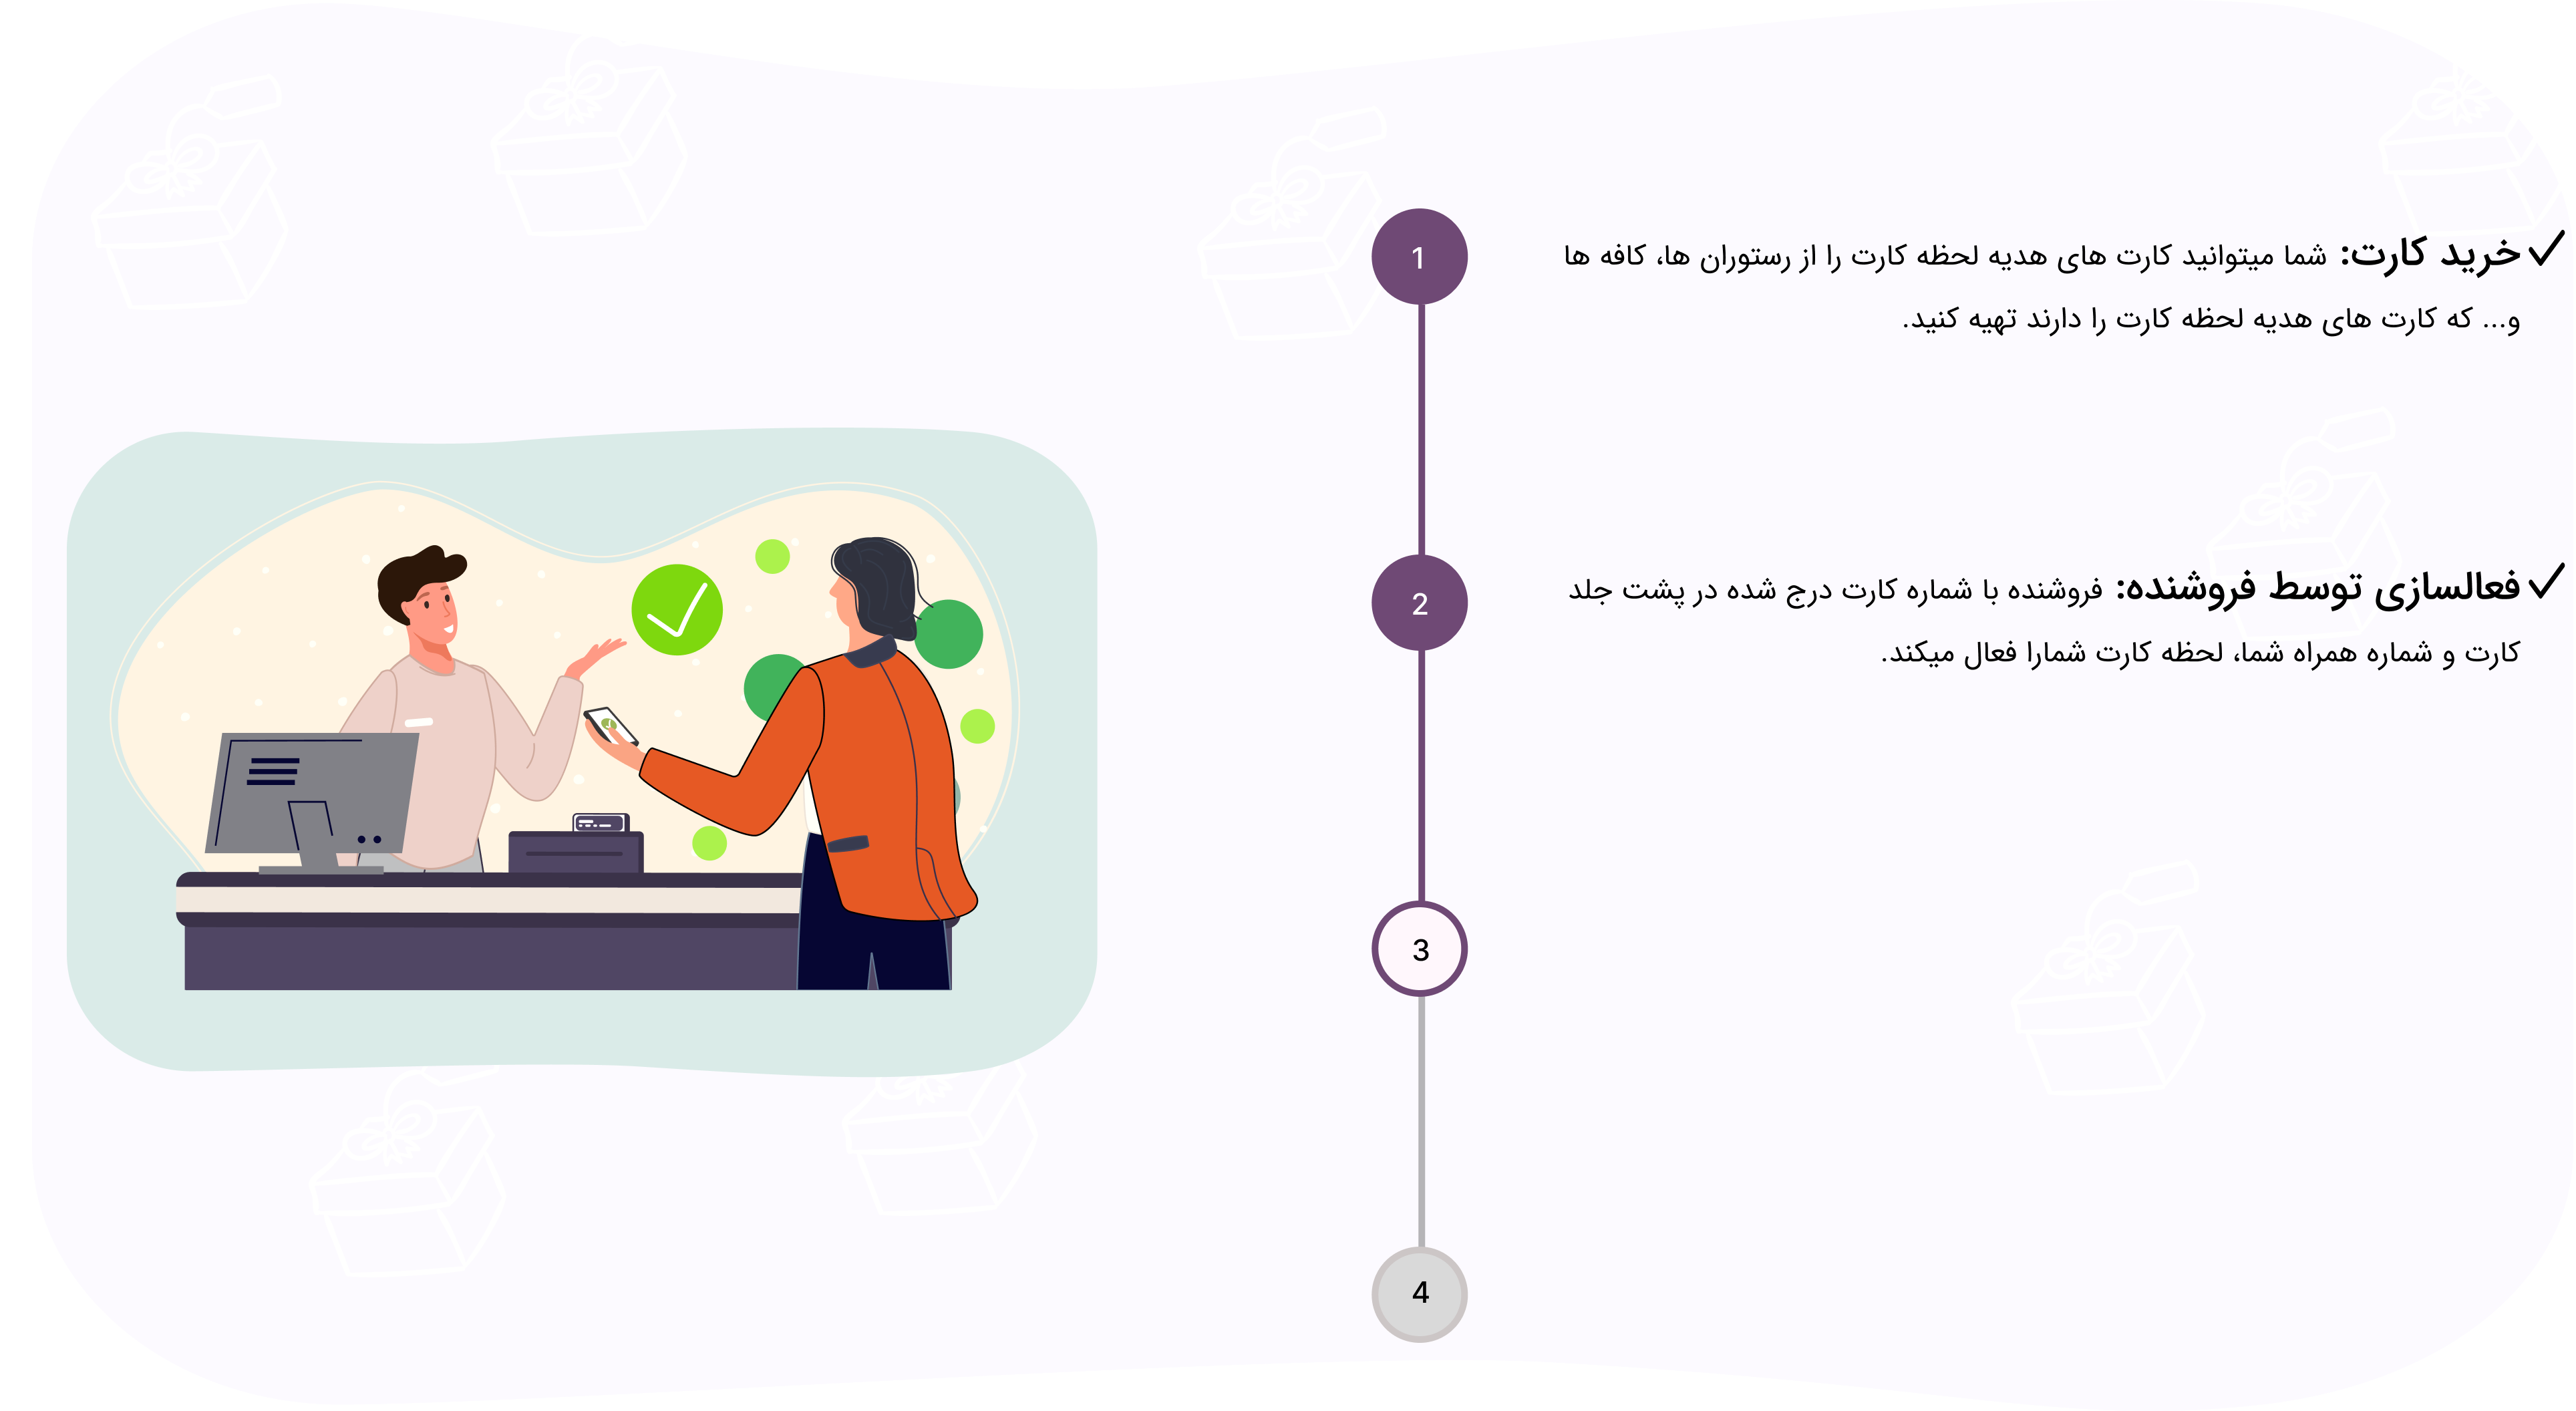 1
خرید کارت: شما میتوانید کارت های هدیه لحظه کارت را از رستوران ها، کافه ها
و... که کارت های هدیه لحظه کارت را دارند تهیه کنید.
2
فعالسازی توسط فروشنده: فروشنده با شماره کارت درج شده در پشت جلد
کارت و شماره همراه شما، لحظه کارت شمارا فعال میکند.
3
4